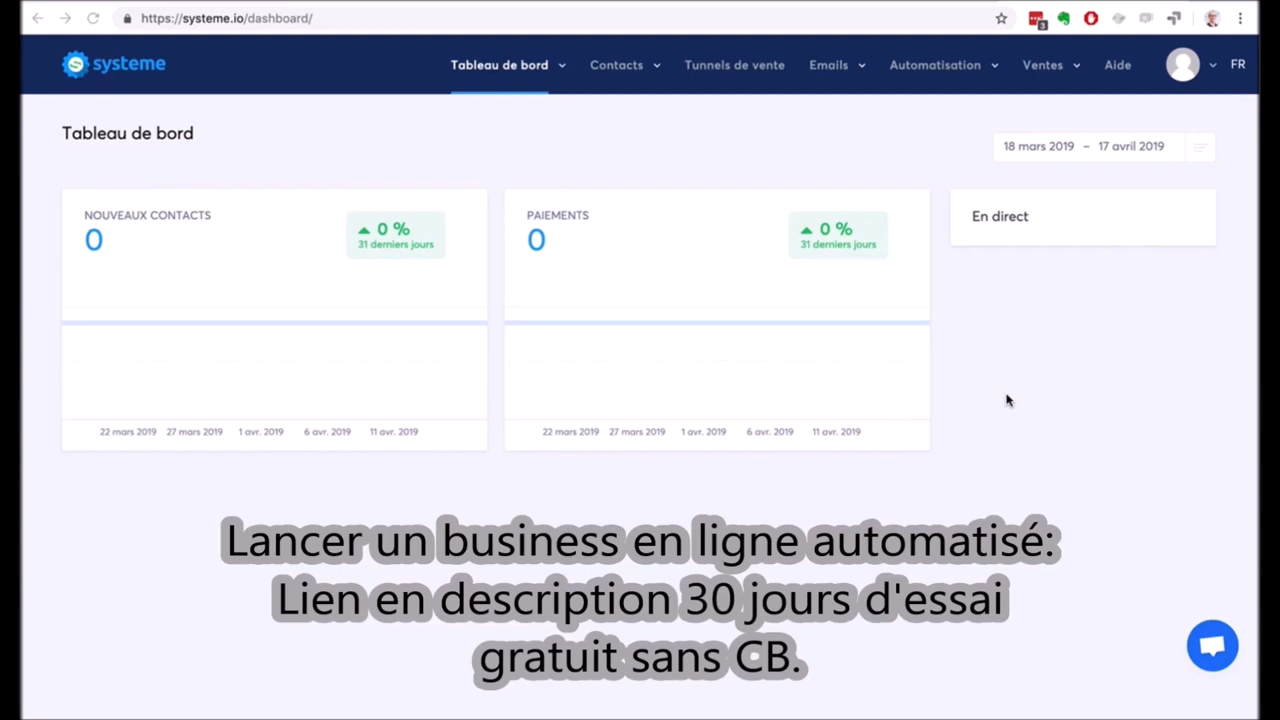 https://systeme.io/dashboard/
3
systeme
Tableau de bord
Contacts
Tunnels de vente
Emails
Automatisation
Ventes
Aide
FR
Tableau de bord
18 mars 2019 – 17 avril 2019
NOUVEAUX CONTACTS
0
0 %
31 derniers jours
22 mars 2019 27 mars 2019 1 avr. 2019 6 avr. 2019 11 avr. 2019
PAIEMENTS
0
0 %
31 derniers jours
22 mars 2019 27 mars 2019 1 avr. 2019 6 avr. 2019 11 avr. 2019
En direct
Lancer un business en ligne automatisé:
Lien en description 30 jours d'essai
gratuit sans CB.